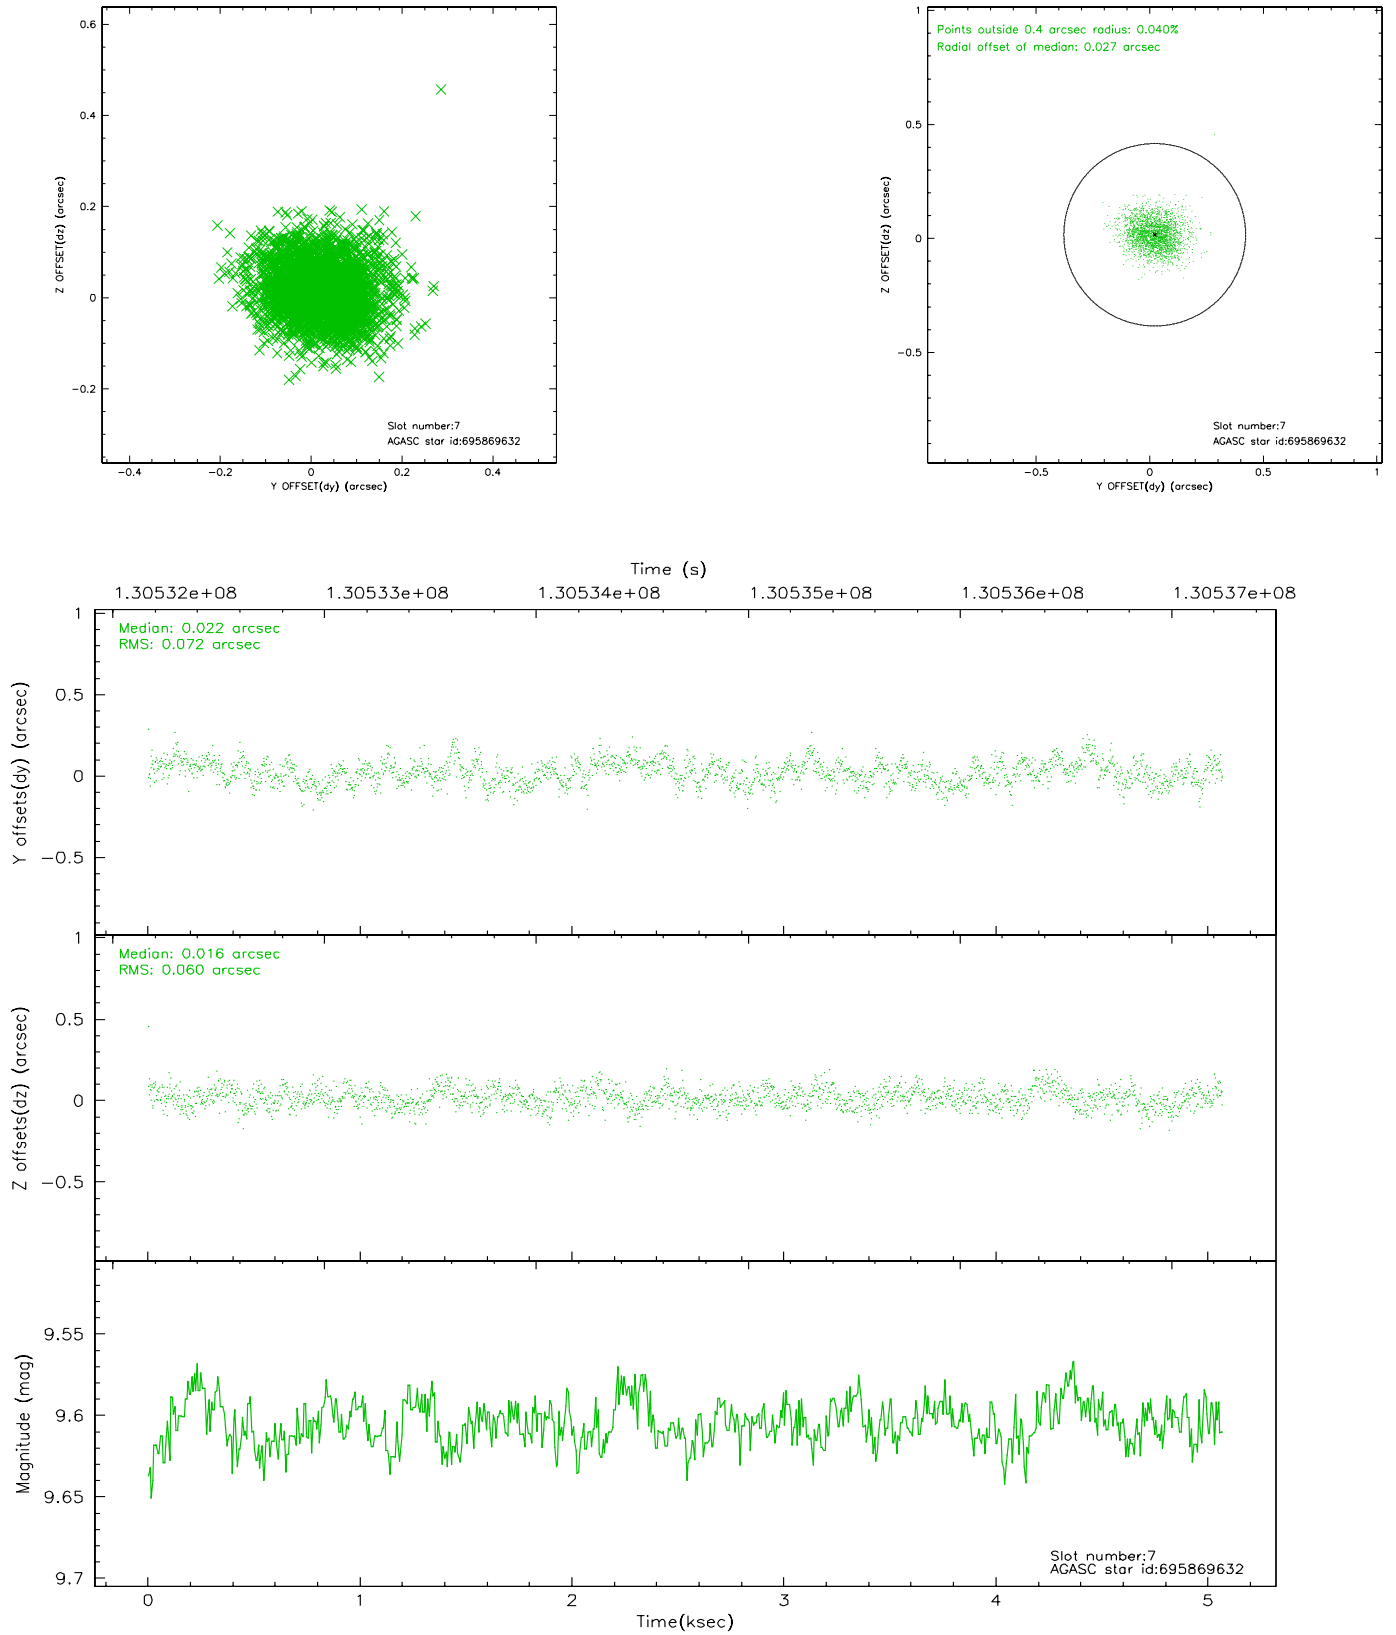 0.6
0.4
0.2
0
−0.2
Z OFFSET(dz) (arcsec)
Slot number:7
AGASC star id:695869632
−0.4 −0.2 0 0.2 0.4
Y OFFSET(dy) (arcsec)
Points outside 0.4 arcsec radius: 0.040%
Radial offset of median: 0.027 arcsec
1
0.5
0
−0.5
Z OFFSET(dz) (arcsec)
Slot number:7
AGASC star id:695869632
−0.5 0 0.5 1
Y OFFSET(dy) (arcsec)
Time (s)
1.30532e+08 1.30533e+08 1.30534e+08 1.30535e+08 1.30536e+08 1.30537e+08
Median: 0.022 arcsec
RMS: 0.072 arcsec
1
0.5
0
−0.5
Y offsets(dy) (arcsec)
Median: 0.016 arcsec
RMS: 0.060 arcsec
1
0.5
0
−0.5
Z offsets(dz) (arcsec)
9.55
9.6
9.65
9.7
Magnitude (mag)
Slot number:7
AGASC star id:695869632
0 1 2 3 4 5
Time(ksec)